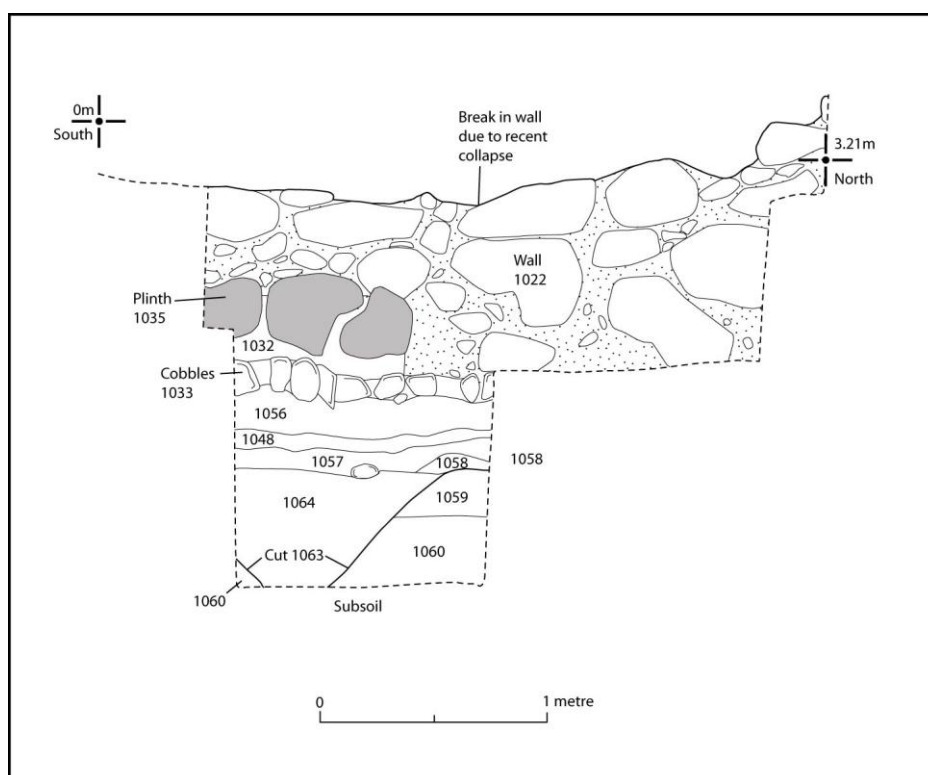 0m
South
Break in wall
due to recent
collapse
3.21m
North
Wall
1022
Plinth
1035
1032
Cobbles
1033
1056
1048
1057
1058
1058
1059
1064
Cut 1063
1060
1060
Subsoil
0
1 metre